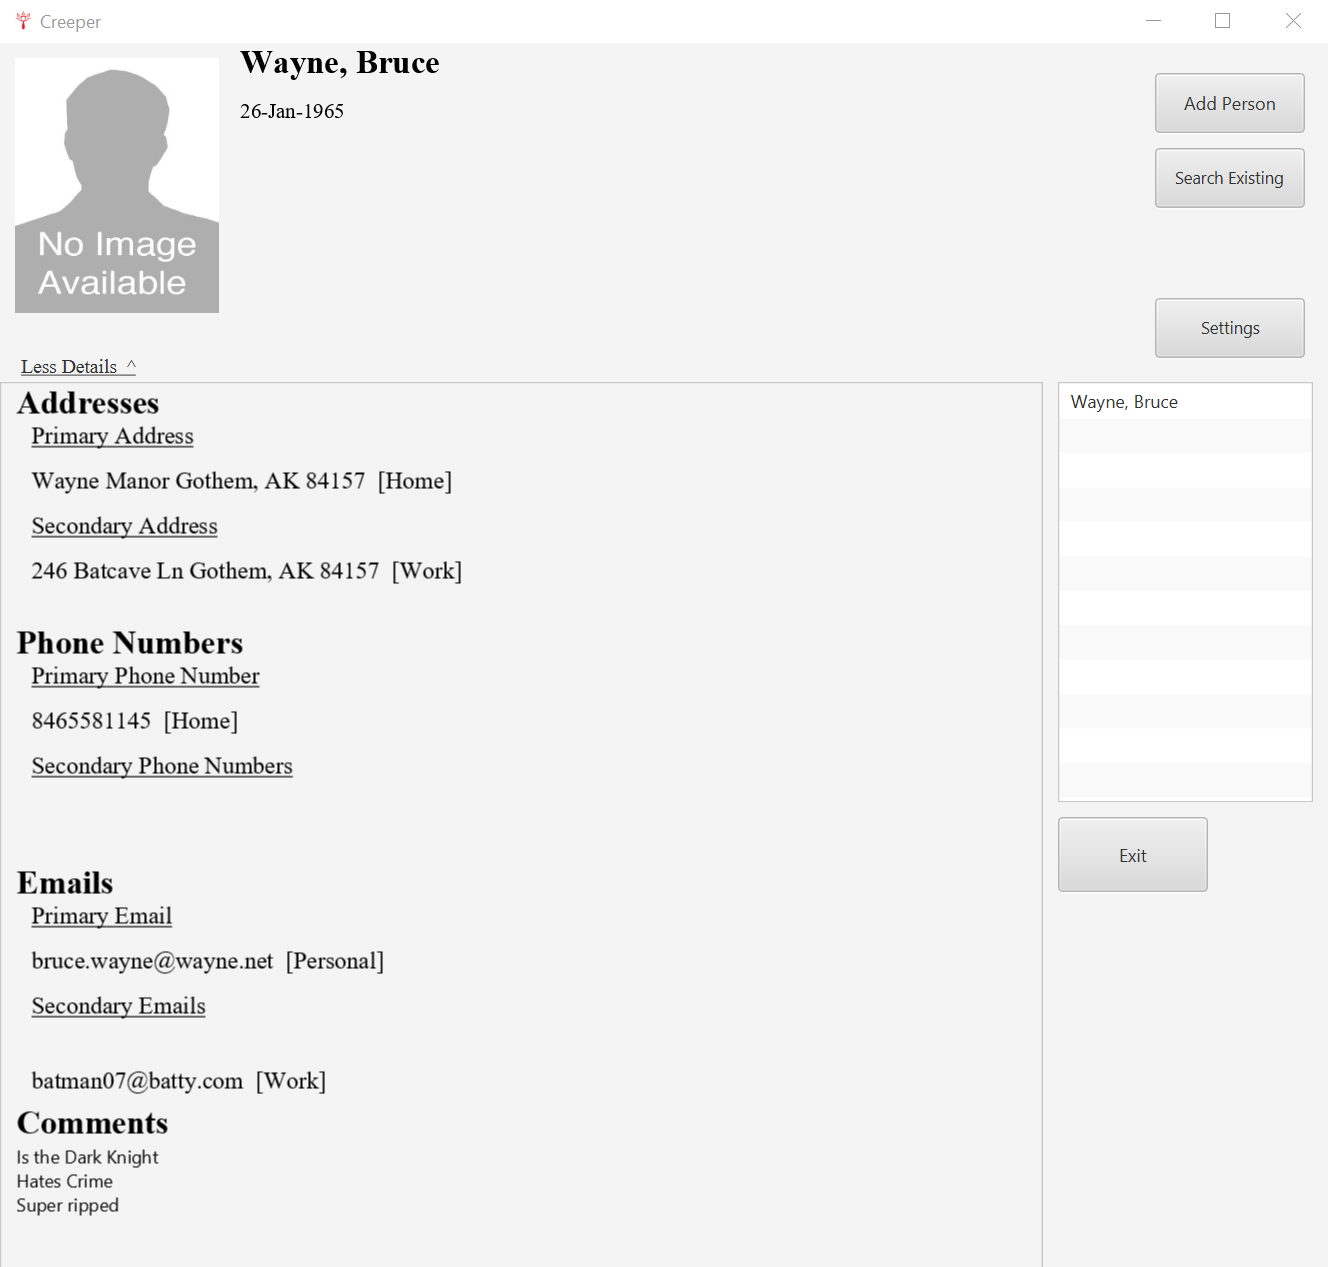 Creeper
Wayne, Bruce
26-Jan-1965
No Image
Available
Add Person
Search Existing
Settings
Less Details ^
Addresses
Primary Address
Wayne Manor Gothem, AK 84157 [Home]
Secondary Address
246 Batcave Ln Gothem, AK 84157 [Work]
Phone Numbers
Primary Phone Number
8465581145 [Home]
Secondary Phone Numbers
Emails
Primary Email
bruce.wayne@wayne.net [Personal]
Secondary Emails
batman07@batty.com [Work]
Comments
Is the Dark Knight
Hates Crime
Super ripped
Wayne, Bruce
Exit